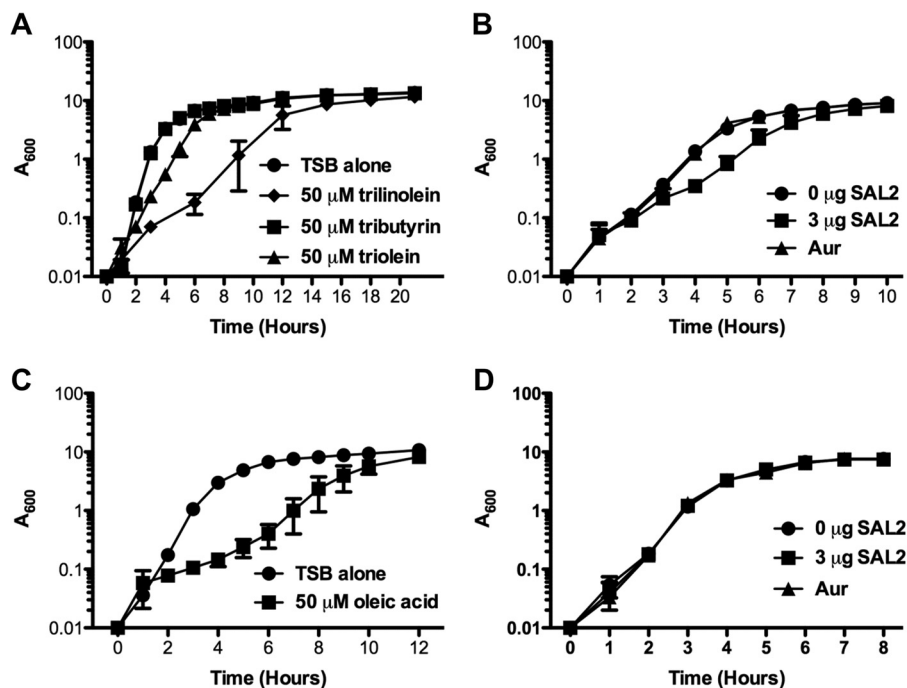 A
100
10
1
0.1
0.01
A600
TSB alone
50 μM trilinolein
50 μM tributyrin
50 μM triolein
0 2 4 6 8 10 12 14 16 18 20
Time (Hours)
B
100
10
1
0.1
0.01
A600
0 μg SAL2
3 μg SAL2
Aur
0 1 2 3 4 5 6 7 8 9 10
Time (Hours)
C
100
10
1
0.1
0.01
A600
TSB alone
50 μM oleic acid
0 2 4 6 8 10 12
Time (Hours)
D
100
10
1
0.1
0.01
A600
0 μg SAL2
3 μg SAL2
Aur
0 1 2 3 4 5 6 7 8
Time (Hours)